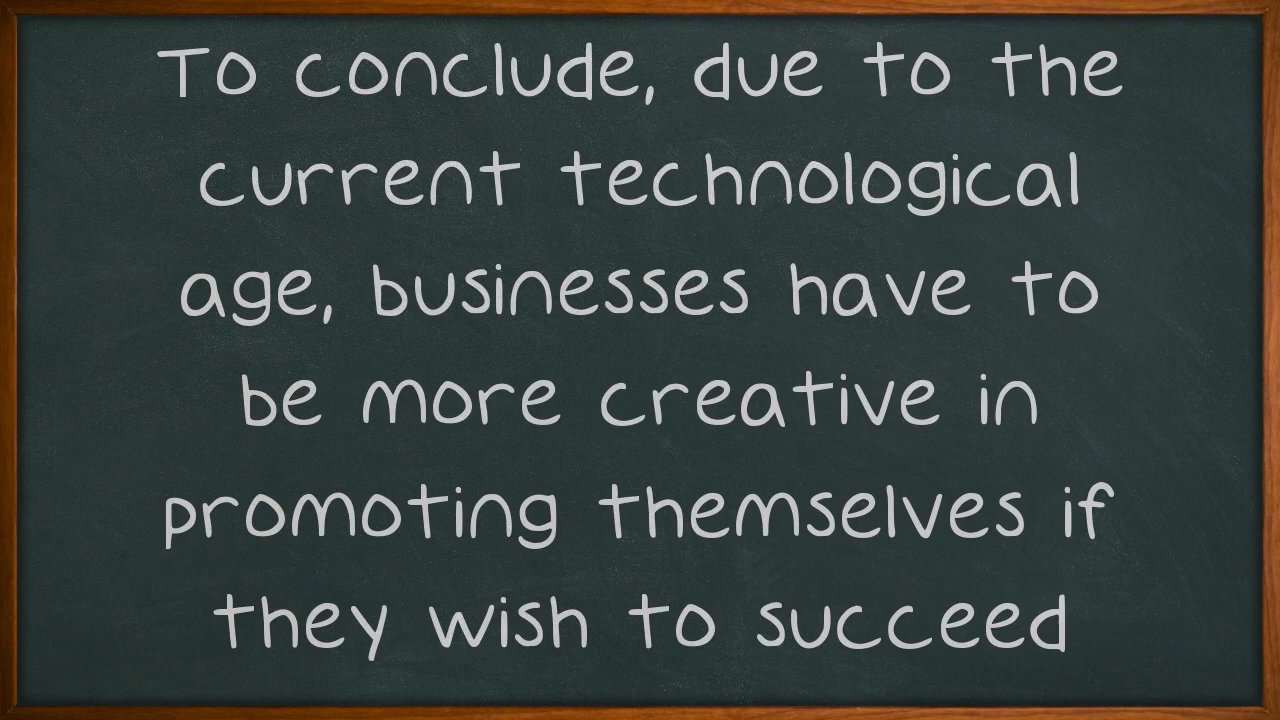 To conclude, due to the
current technological
age, businesses have to
be more creative in
promoting themselves if
they wish to succeed